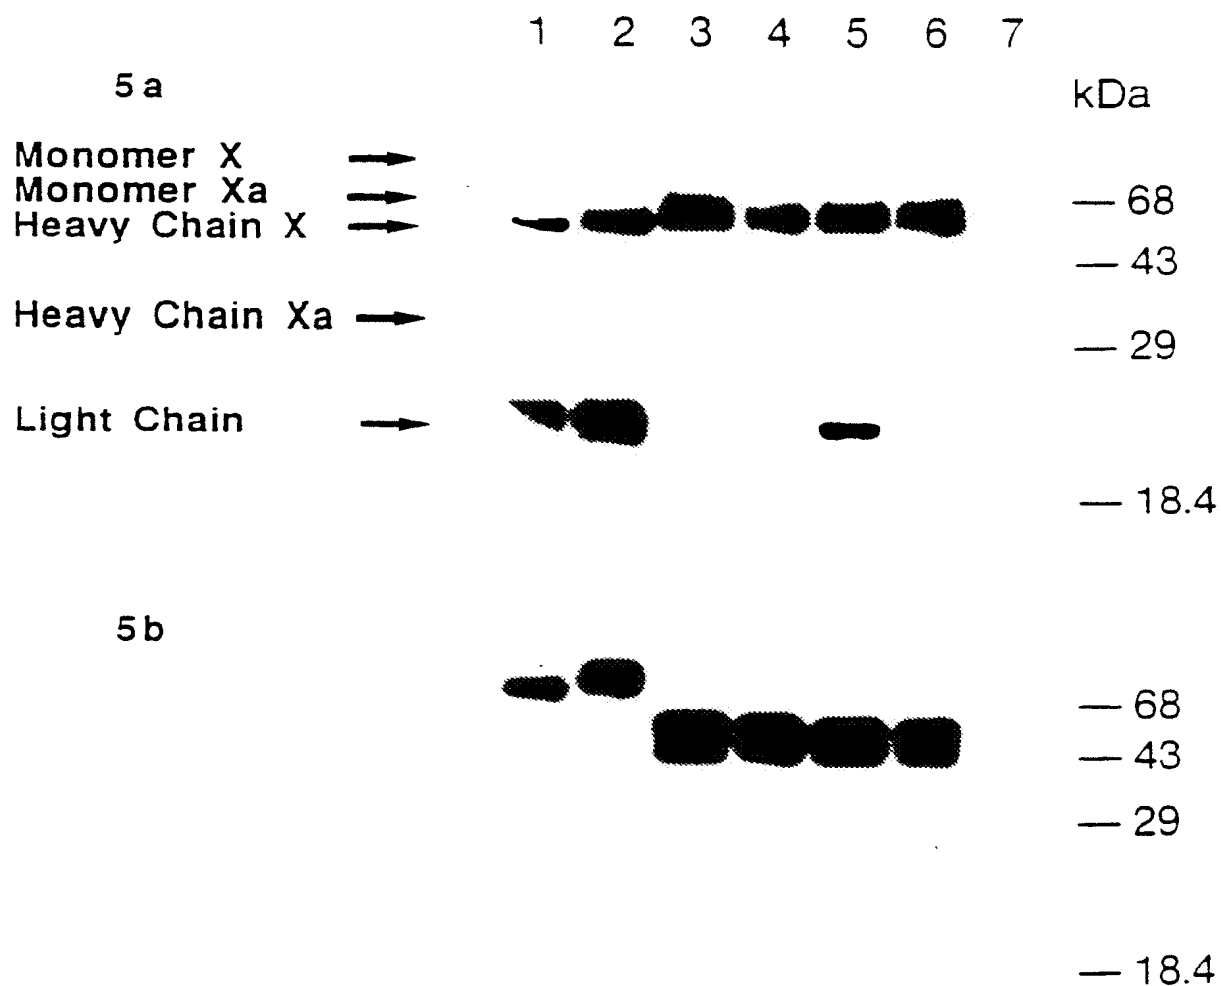 1 2 3 4 5 6 7
5a
kDa
Monomer X
Monomer Xa
68
Heavy Chain X
43
Heavy Chain Xa
29
Light Chain
18.4
5b
68
43
29
18.4